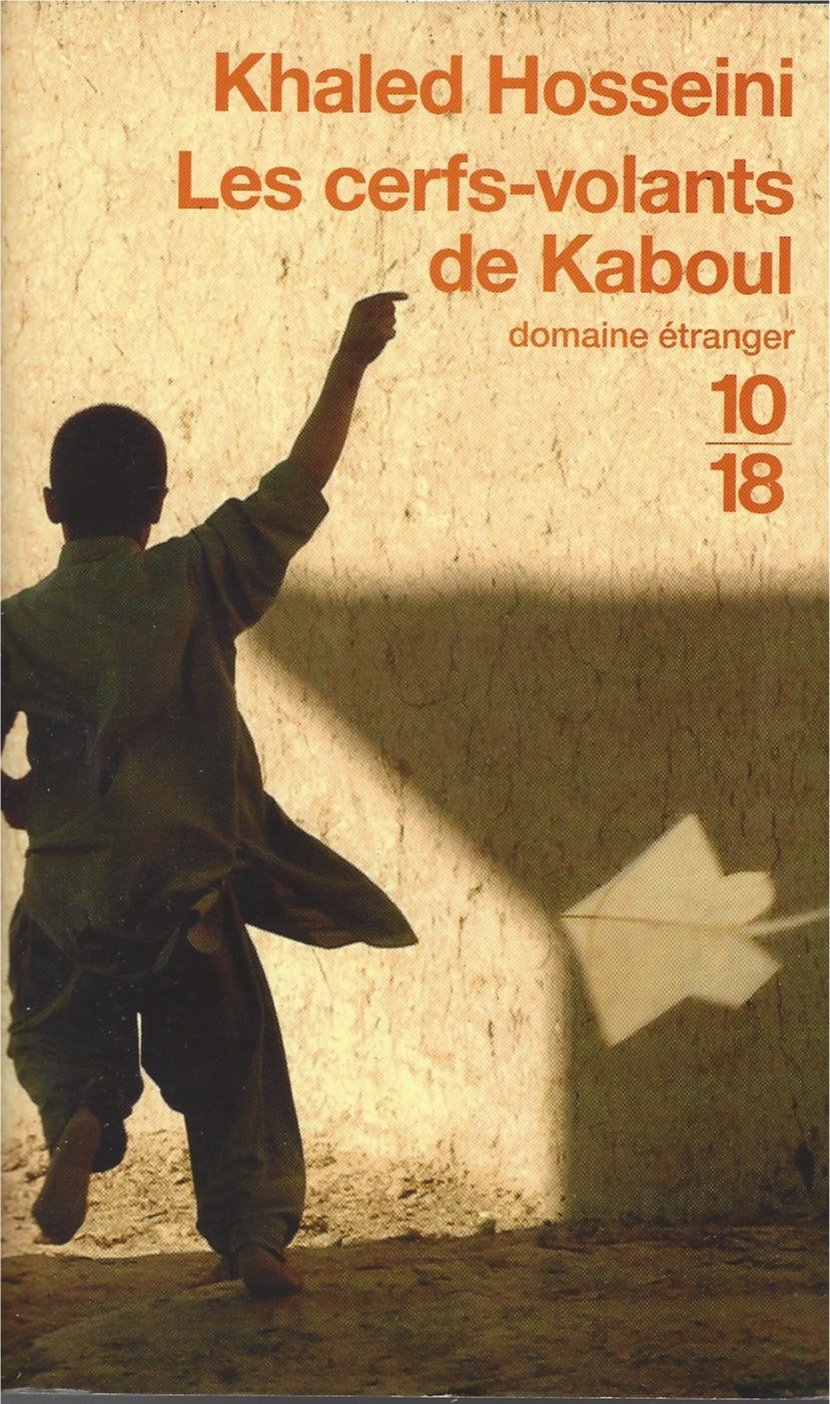 Khaled Hosseini
Les cerfs-volants
de Kaboul
domaine étranger
10
18